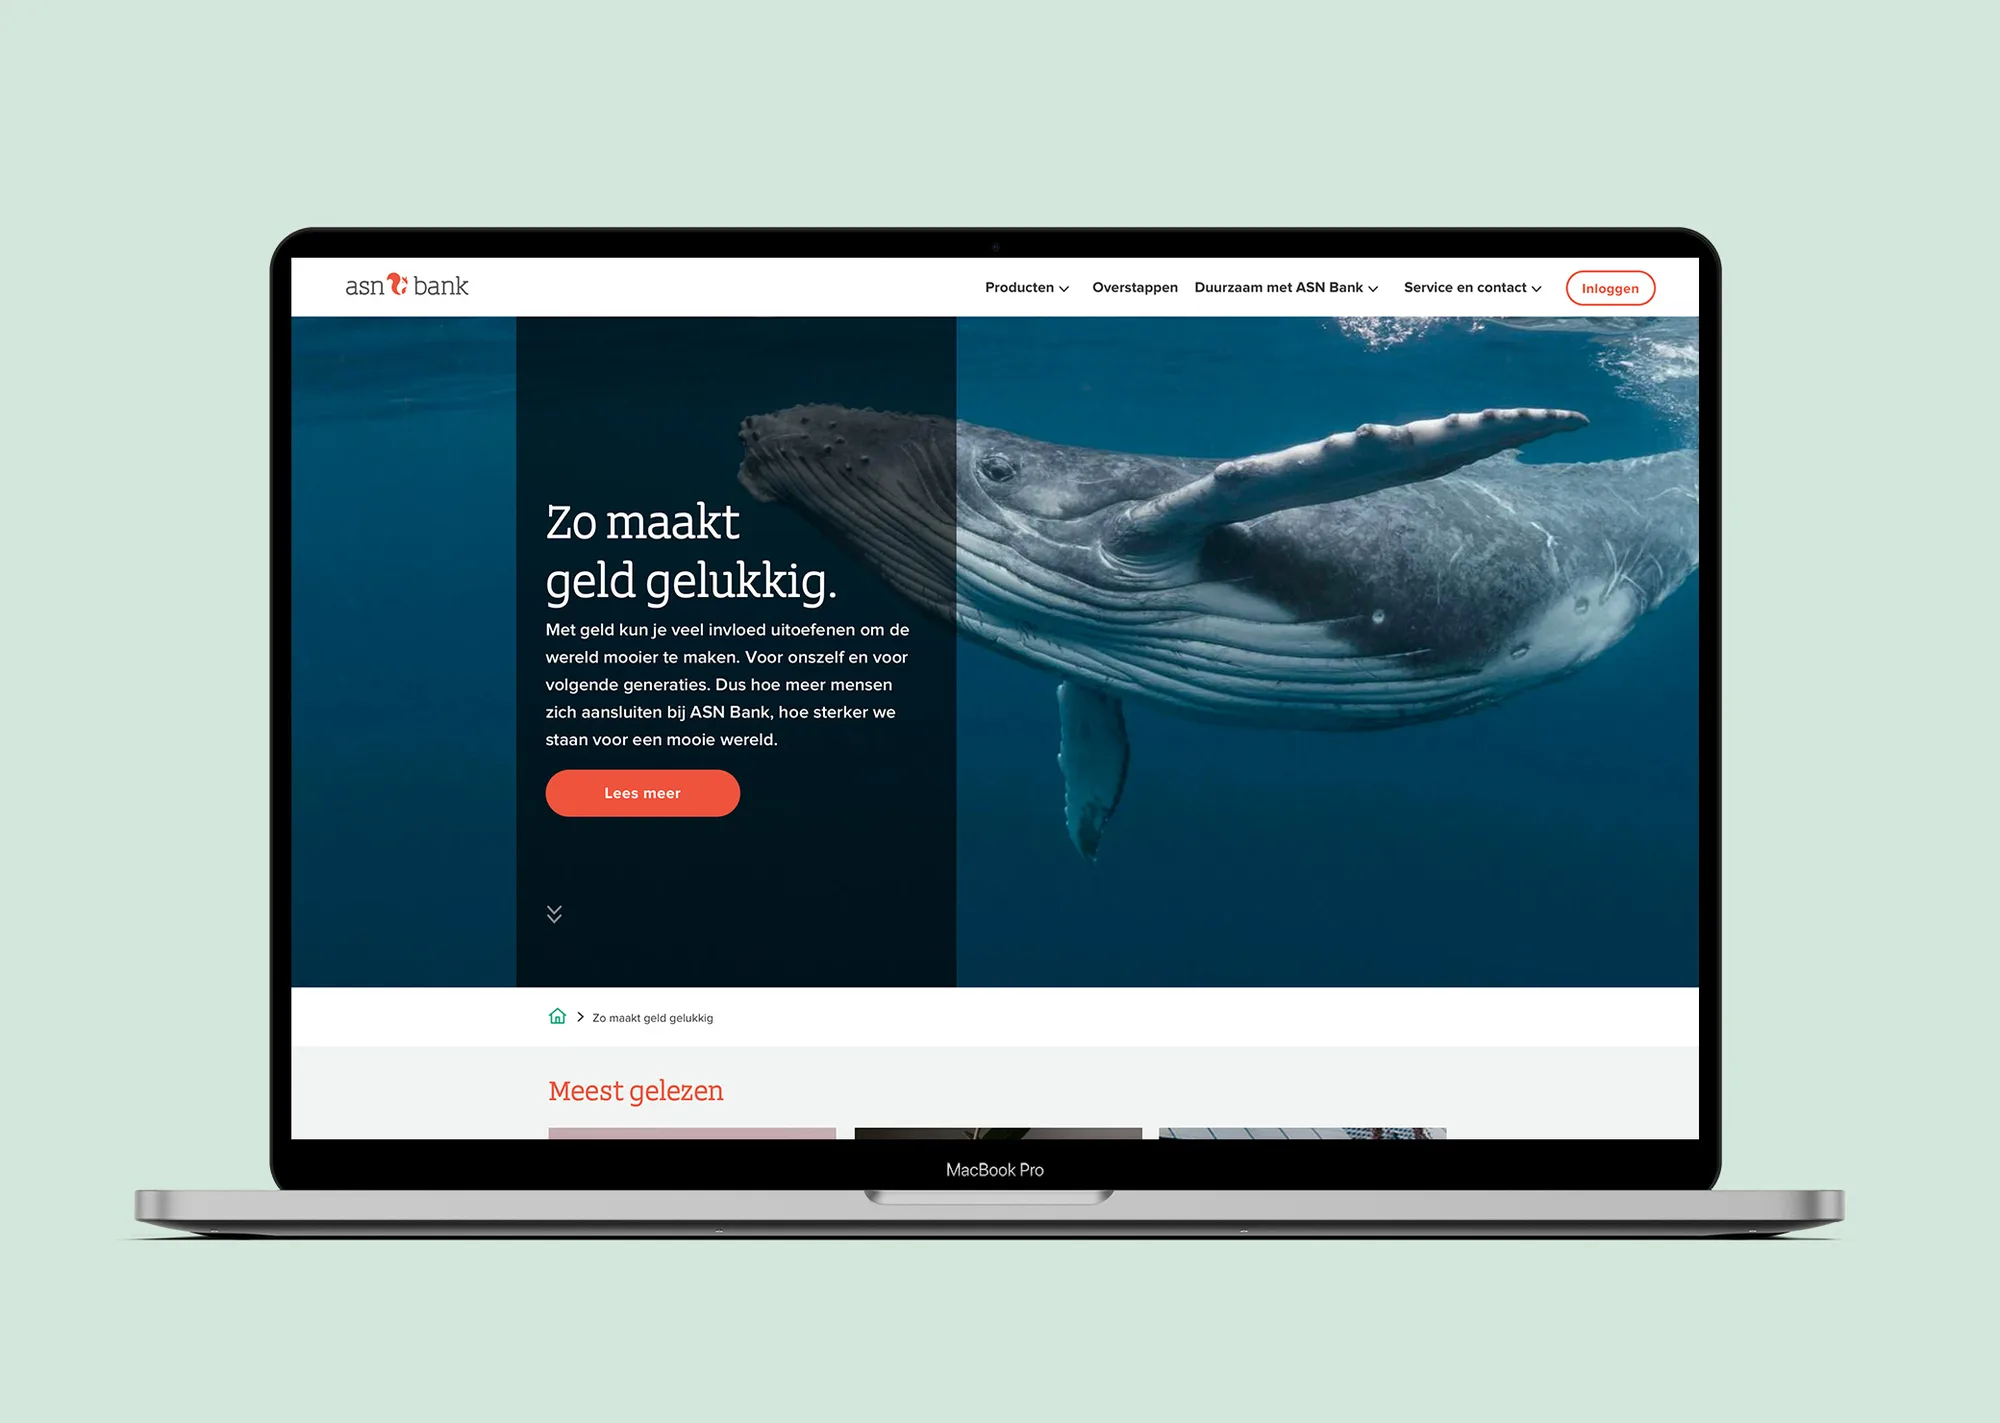 asn bank
Producten Overstappen Duurzaam met ASN Bank Service en contact Inloggen
Zo maakt
geld gelukkig.
Met geld kun je veel invloed uitoefenen om de
wereld mooier te maken. Voor onszelf en voor
volgende generaties. Dus hoe meer mensen
zich aansluiten bij ASN Bank, hoe sterker we
staan voor een mooie wereld.
Lees meer
Zo maakt geld gelukkig
Meest gelezen
MacBook Pro